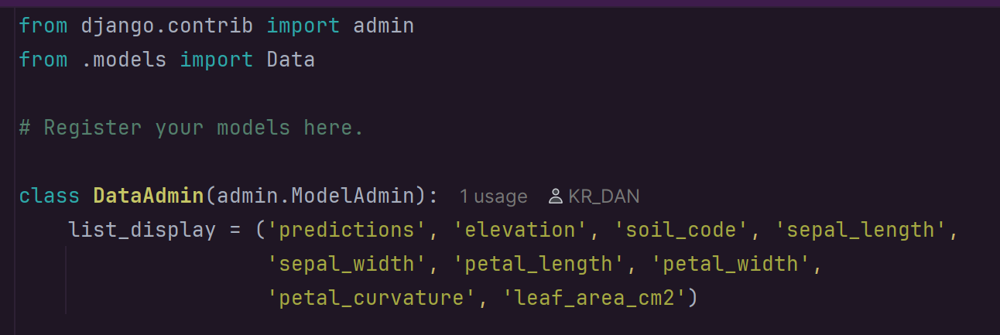 from django.contrib import admin
from .models import Data
# Register your models here.
class DataAdmin(admin.ModelAdmin): 1 usage KR_DAN
list_display = ('predictions', 'elevation', 'soil_code', 'sepal_length',
'sepal_width', 'petal_length', 'petal_width',
'petal_curvature', 'leaf_area_cm2')